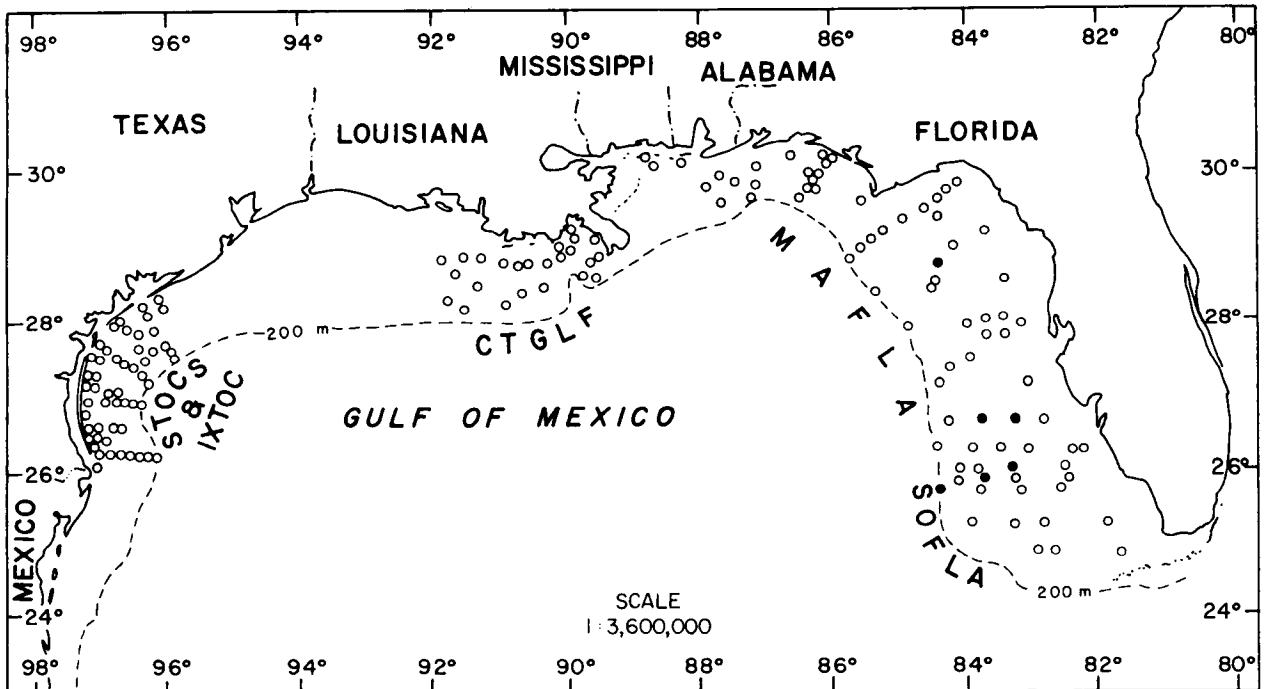 98° 96° 94° 92° 90° 88° 86° 84° 82° 80°
MISSISSIPPI ALABAMA
TEXAS LOUISIANA FLORIDA
30° 30°
MAFLA
28° 200 m CTGLF 28°
STOCS
&
IXTOC
GULF OF MEXICO
26° 26°
SOFLA
MEXICO
200 m
24° SCALE 24°
1:3,600,000
98° 96° 94° 92° 90° 88° 86° 84° 82° 80°